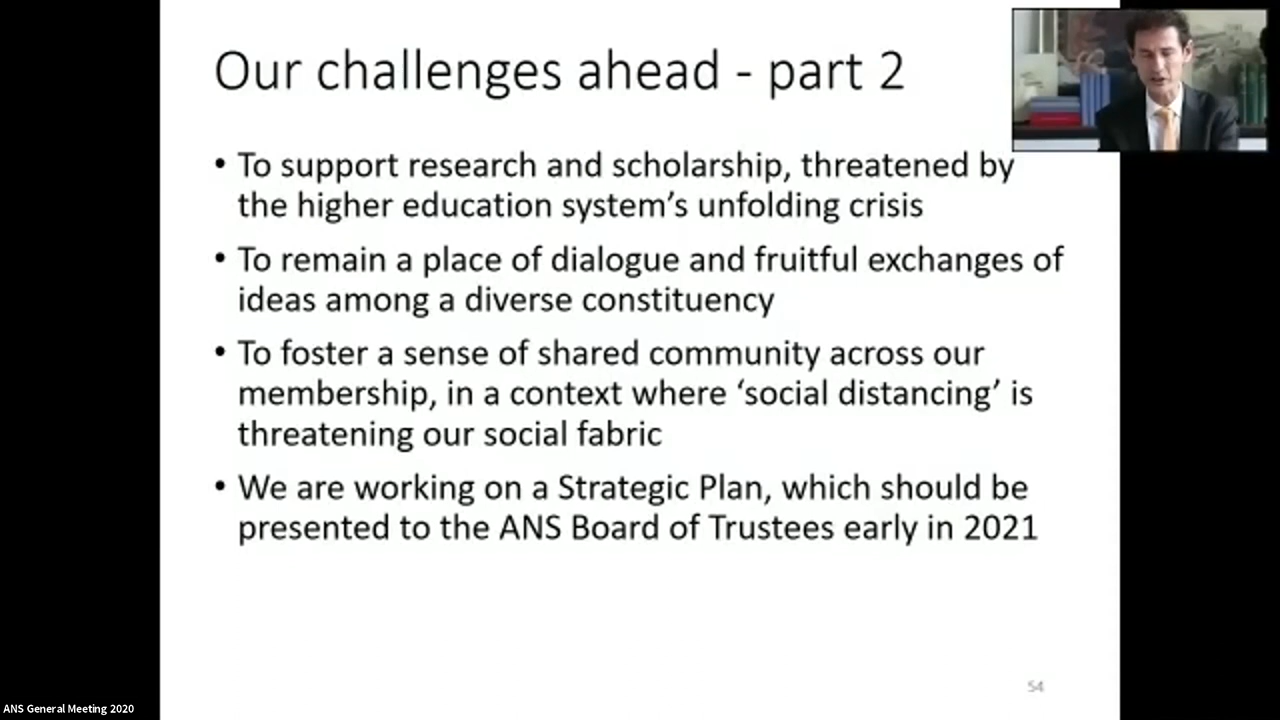 Our challenges ahead - part 2
• To support research and scholarship, threatened by
the higher education system’s unfolding crisis
• To remain a place of dialogue and fruitful exchanges of
ideas among a diverse constituency
• To foster a sense of shared community across our
membership, in a context where ‘social distancing’ is
threatening our social fabric
• We are working on a Strategic Plan, which should be
presented to the ANS Board of Trustees early in 2021
54
ANS General Meeting 2020